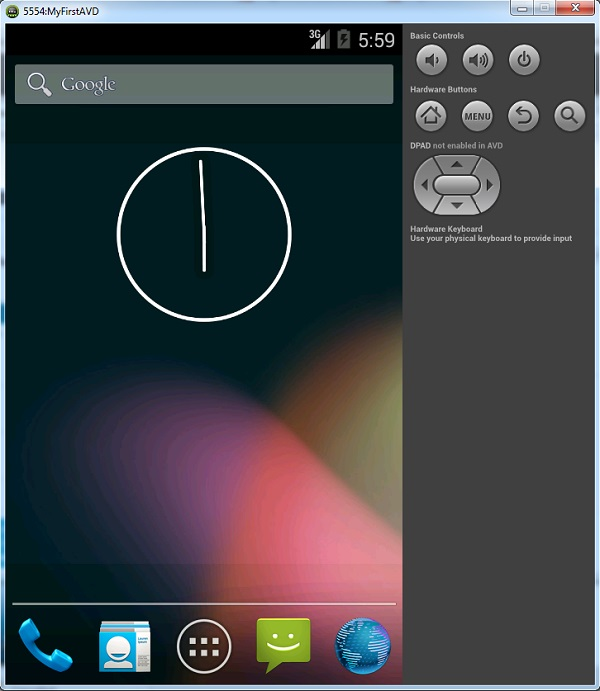 5554:MyFirstAVD
3G
5:59
Google
Basic Controls
Hardware Buttons
MENU
DPAD not enabled in AVD
Hardware Keyboard
Use your physical keyboard to provide input